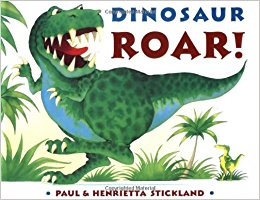 DINOSAUR
ROAR!
PAUL & HENRIETTA STICKLAND